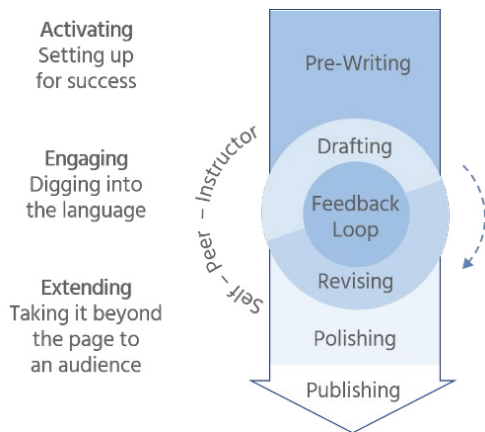 Activating
Setting up
for success
Pre-Writing
Engaging
Digging into
the language
Self – Peer – Instructor
Drafting
Feedback
Loop
Revising
Extending
Taking it beyond
the page to
an audience
Polishing
Publishing